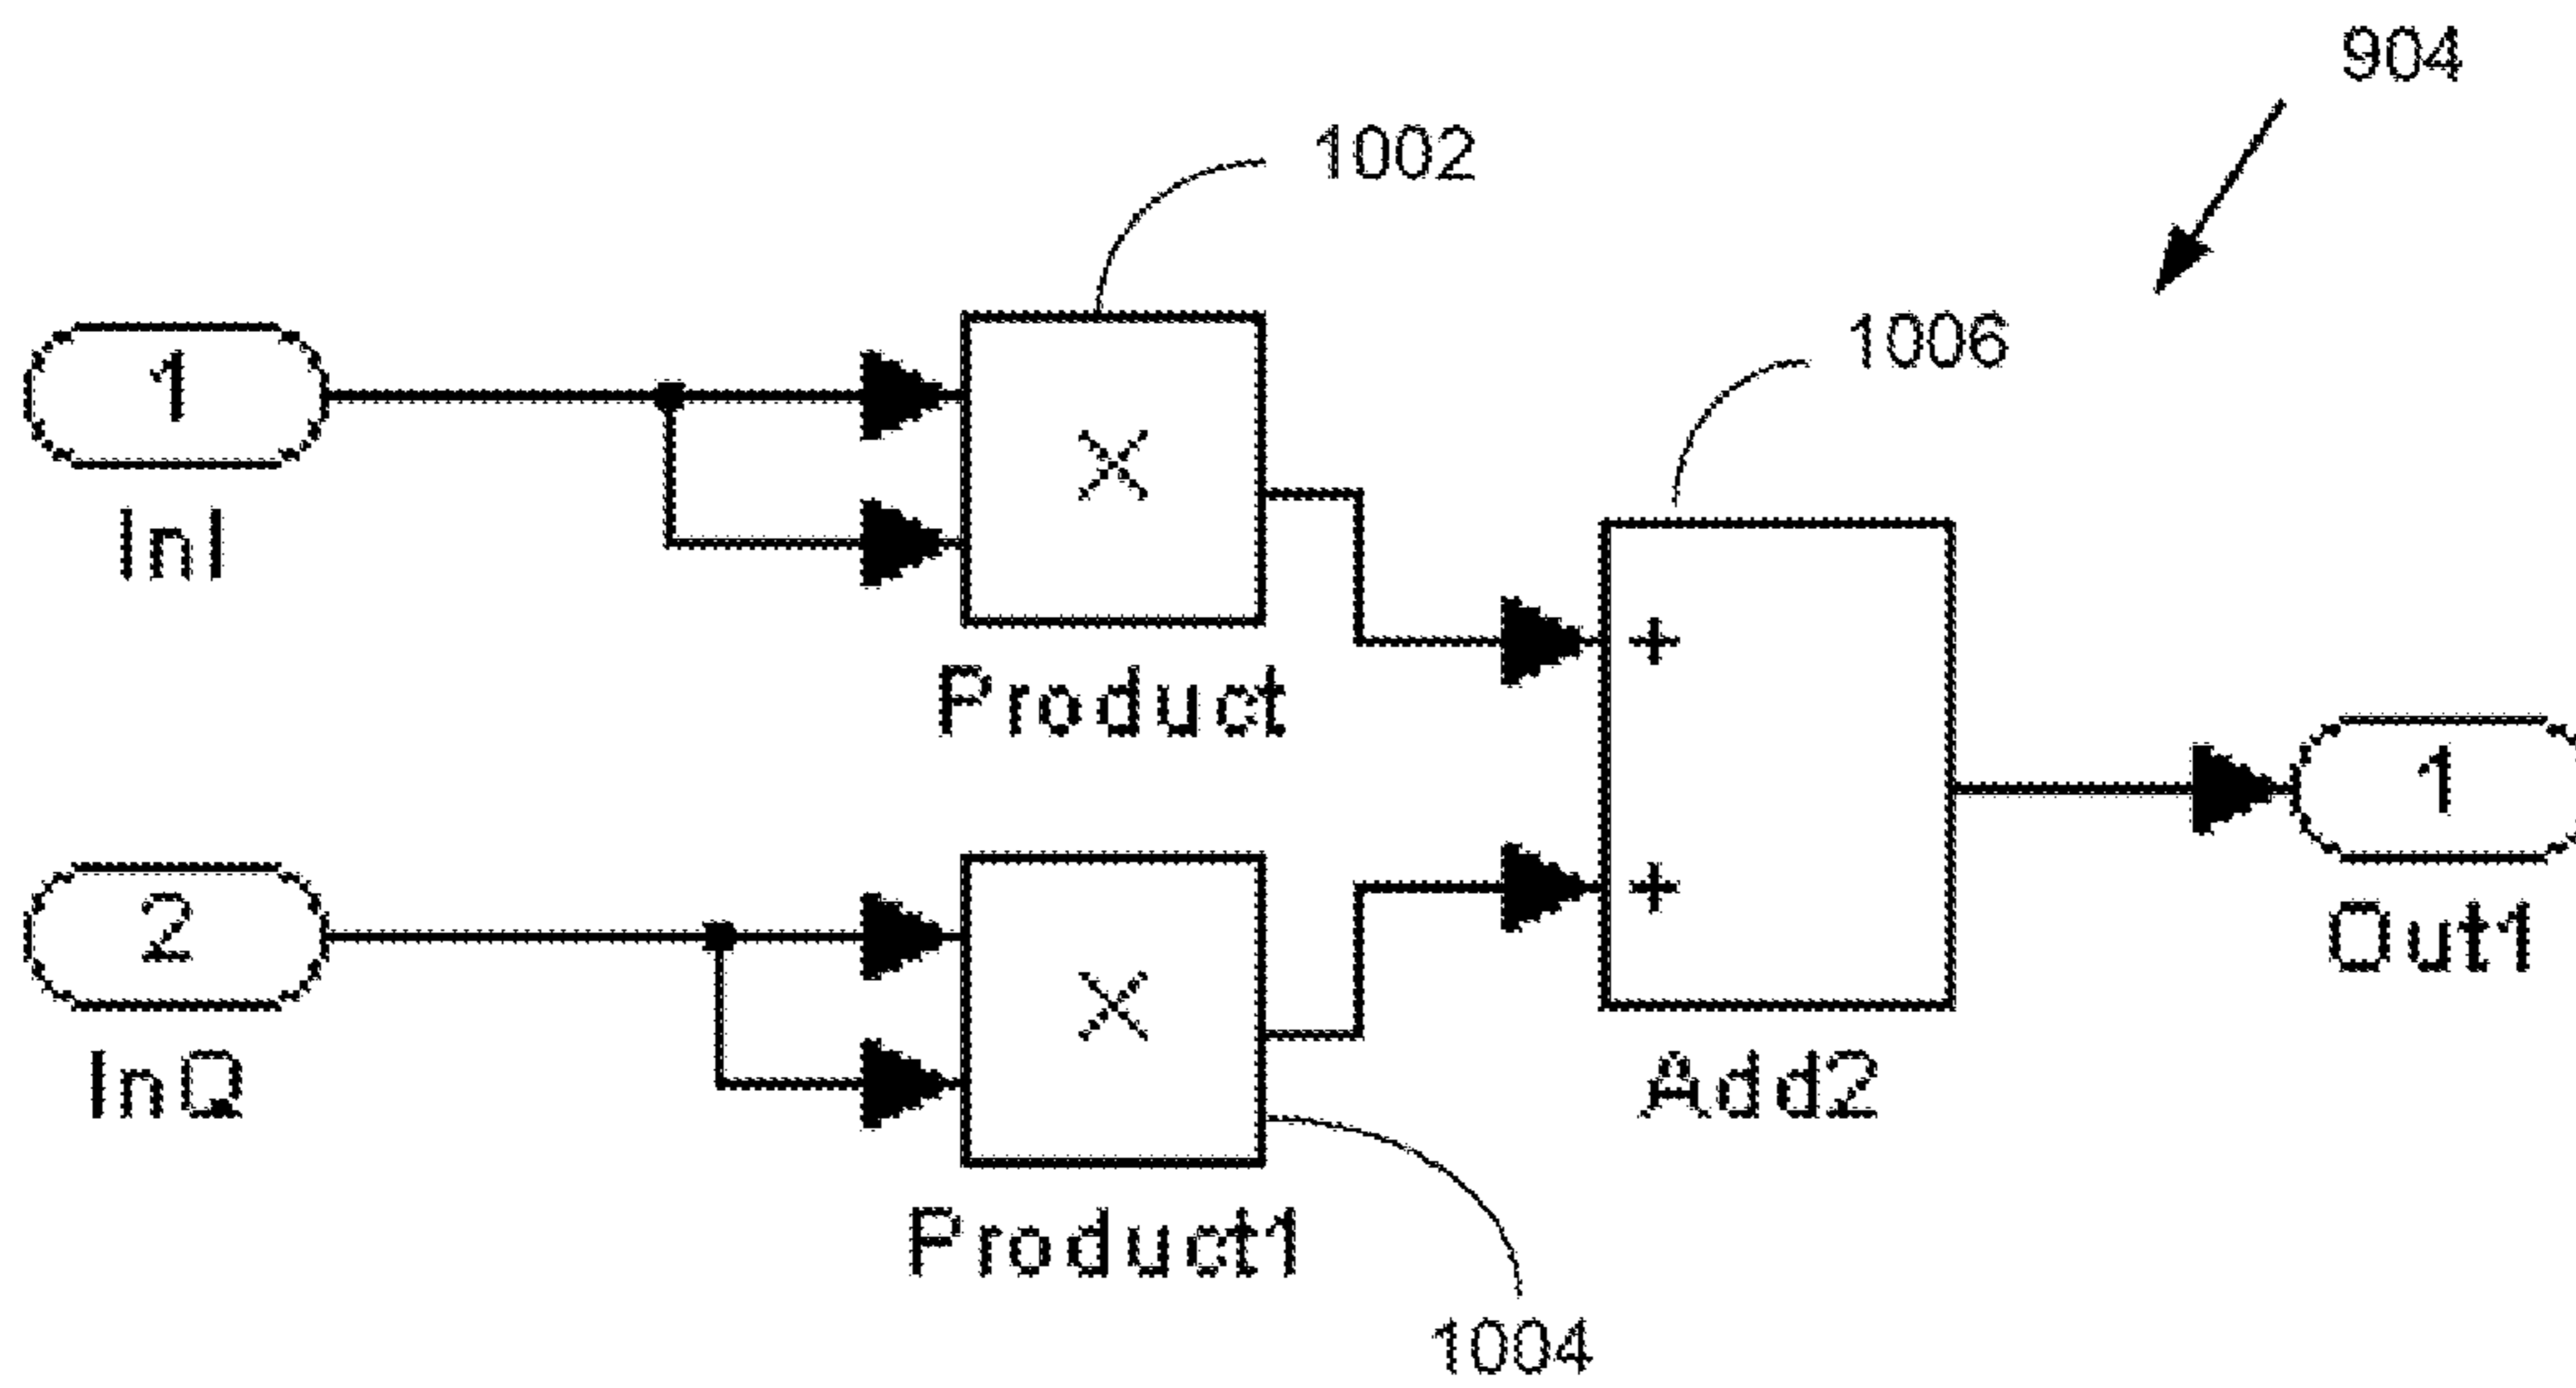 904
1002
1006
1
InI
×
Product
+
+
1
Out1
2
InQ
×
Product1
Add2
1004